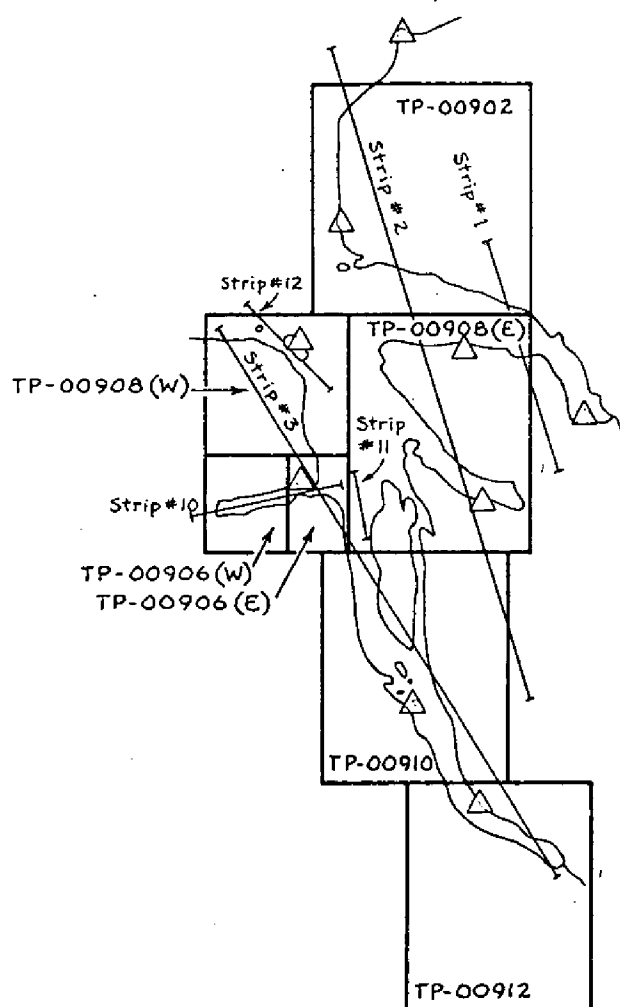 TP-00902
Strip #2
Strip #1
Strip #12
TP-00908(E)
TP-00908(W)
Strip #3
Strip
#11
Strip #10
TP-00906(W)
TP-00906(E)
TP-00910
TP-00912